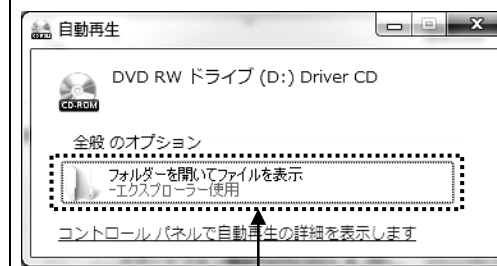 自動再生
DVD RW ドライブ (D:) Driver CD
CD-ROM
全般 のオプション
フォルダーを開いてファイルを表示
-エクスプローラー使用
コントロール パネルで自動再生の詳細を表示します